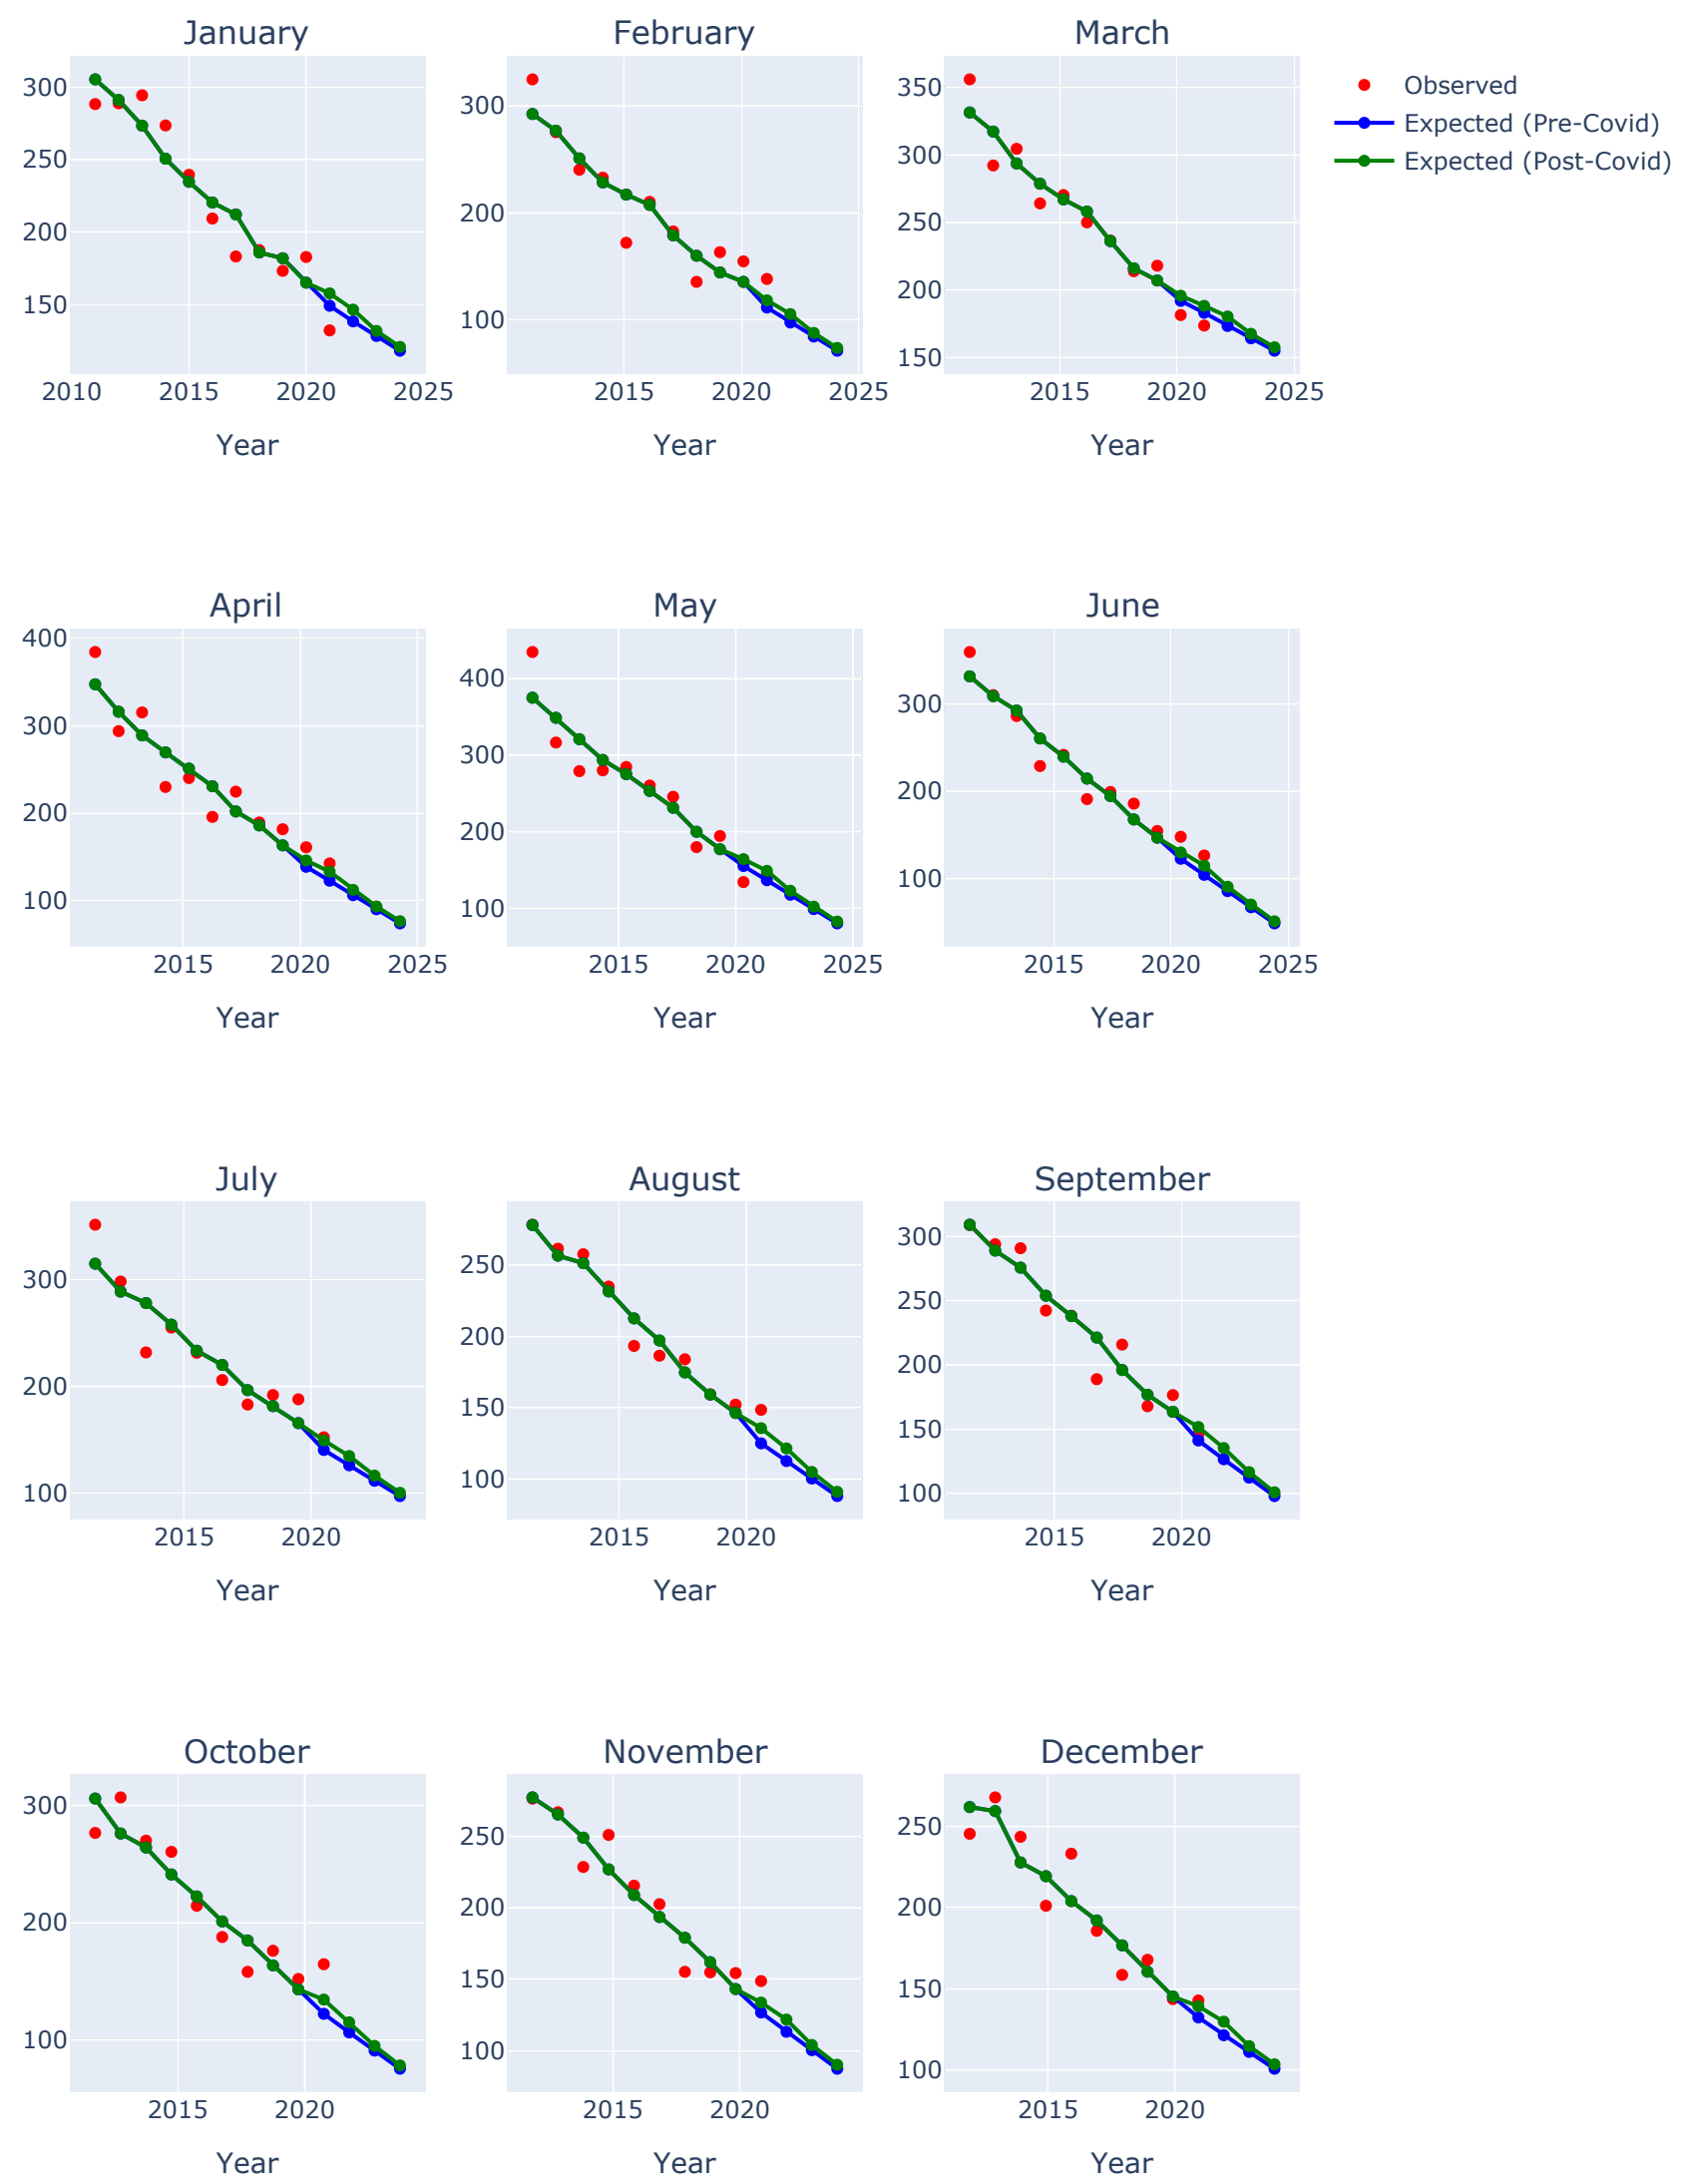 January February March
300
250
200
150
2010 2015 2020 2025
Year
300
200
100
2015 2020 2025
Year
350
300
250
200
150
2015 2020 2025
Year
Observed
Expected (Pre-Covid)
Expected (Post-Covid)
April May June
400
300
200
100
2015 2020 2025
Year
400
300
200
100
2015 2020 2025
Year
300
200
100
2015 2020 2025
Year
July August September
300
200
100
2015 2020
Year
250
200
150
100
2015 2020
Year
300
250
200
150
100
2015 2020
Year
October November December
300
200
100
2015 2020
Year
250
200
150
100
2015 2020
Year
250
200
150
100
2015 2020
Year